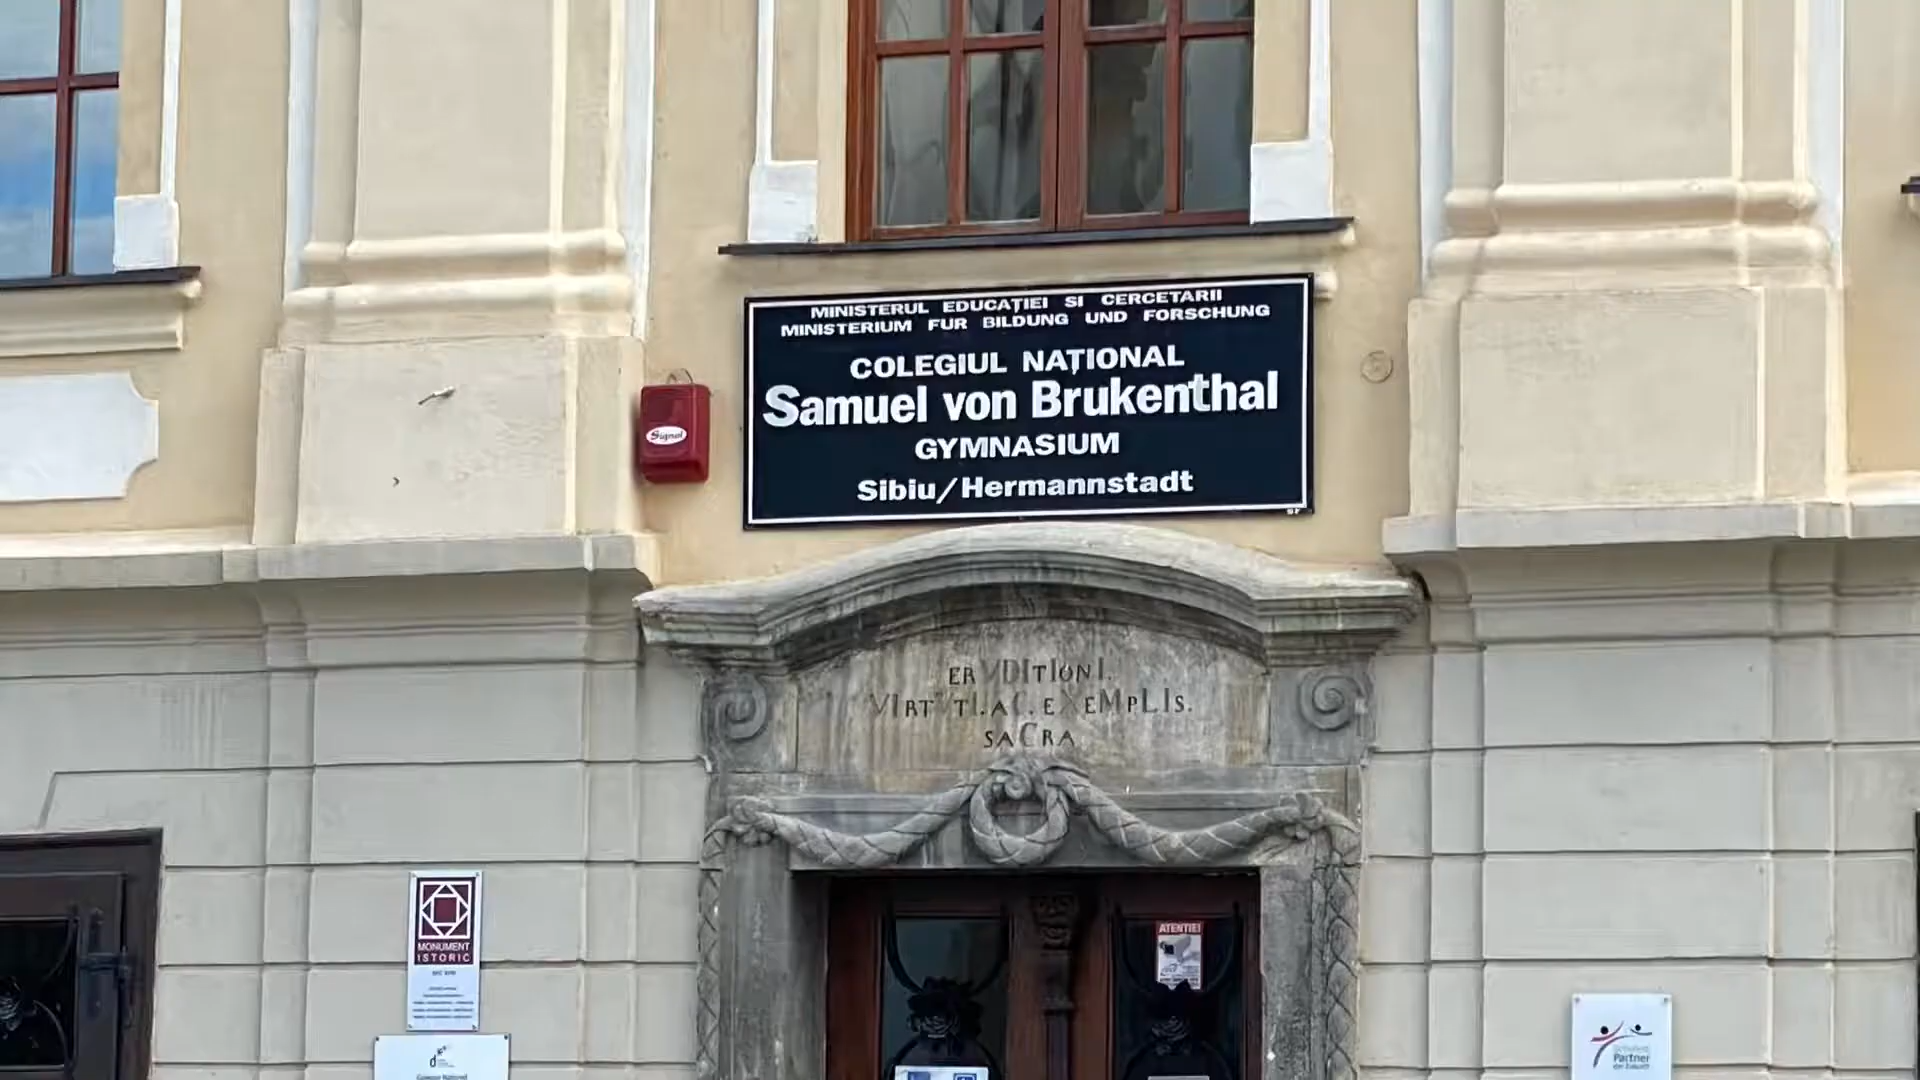 MINISTERUL EDUCAȚIEI SI CERCETARII
MINISTERIUM FUR BILDUNG UND FORSCHUNG
COLEGIUL NAȚIONAL
Samuel von Brukenthal
GYMNASIUM
Sibiu/Hermannstadt
Signal
ERVDITIONI.
VIRTVTI.AC.EXEMPLIS.
SACRA
MONUMENT
ISTORIC
ATENTIE!
Partner